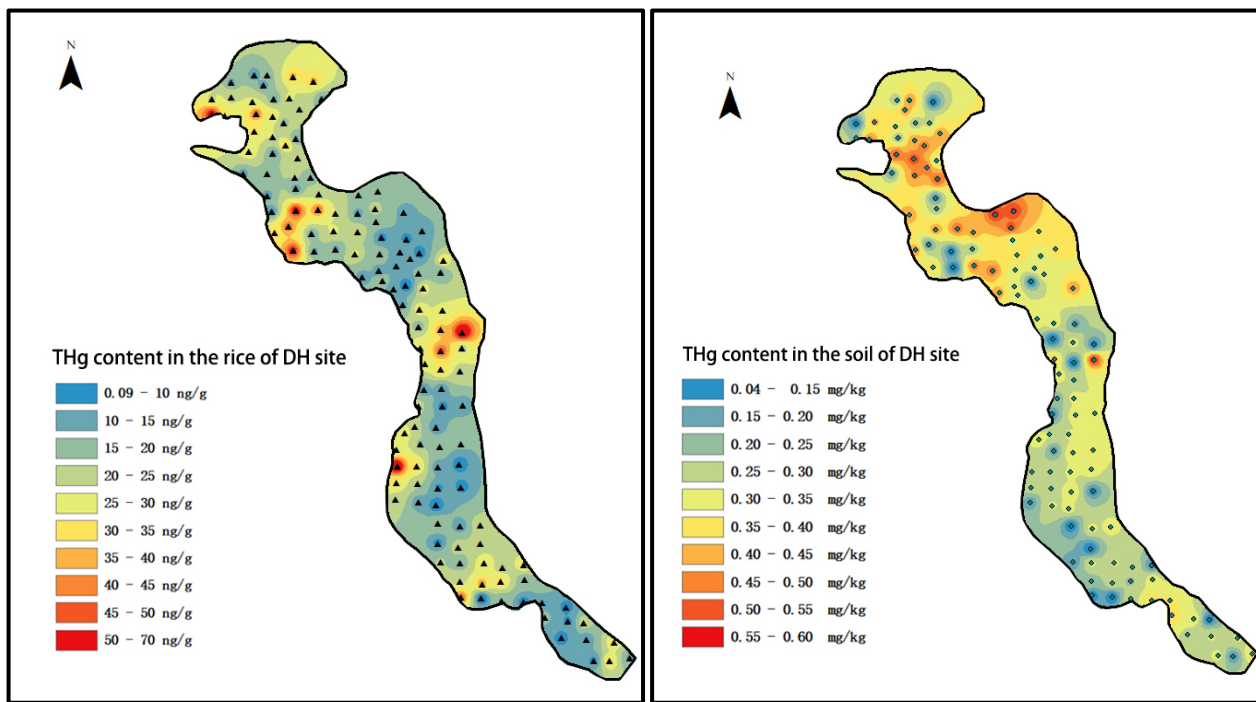 N
THg content in the rice of DH site
0.09 - 10 ng/g
10 - 15 ng/g
15 - 20 ng/g
20 - 25 ng/g
25 - 30 ng/g
30 - 35 ng/g
35 - 40 ng/g
40 - 45 ng/g
45 - 50 ng/g
50 - 70 ng/g
N
THg content in the soil of DH site
0.04 - 0.15 mg/kg
0.15 - 0.20 mg/kg
0.20 - 0.25 mg/kg
0.25 - 0.30 mg/kg
0.30 - 0.35 mg/kg
0.35 - 0.40 mg/kg
0.40 - 0.45 mg/kg
0.45 - 0.50 mg/kg
0.50 - 0.55 mg/kg
0.55 - 0.60 mg/kg